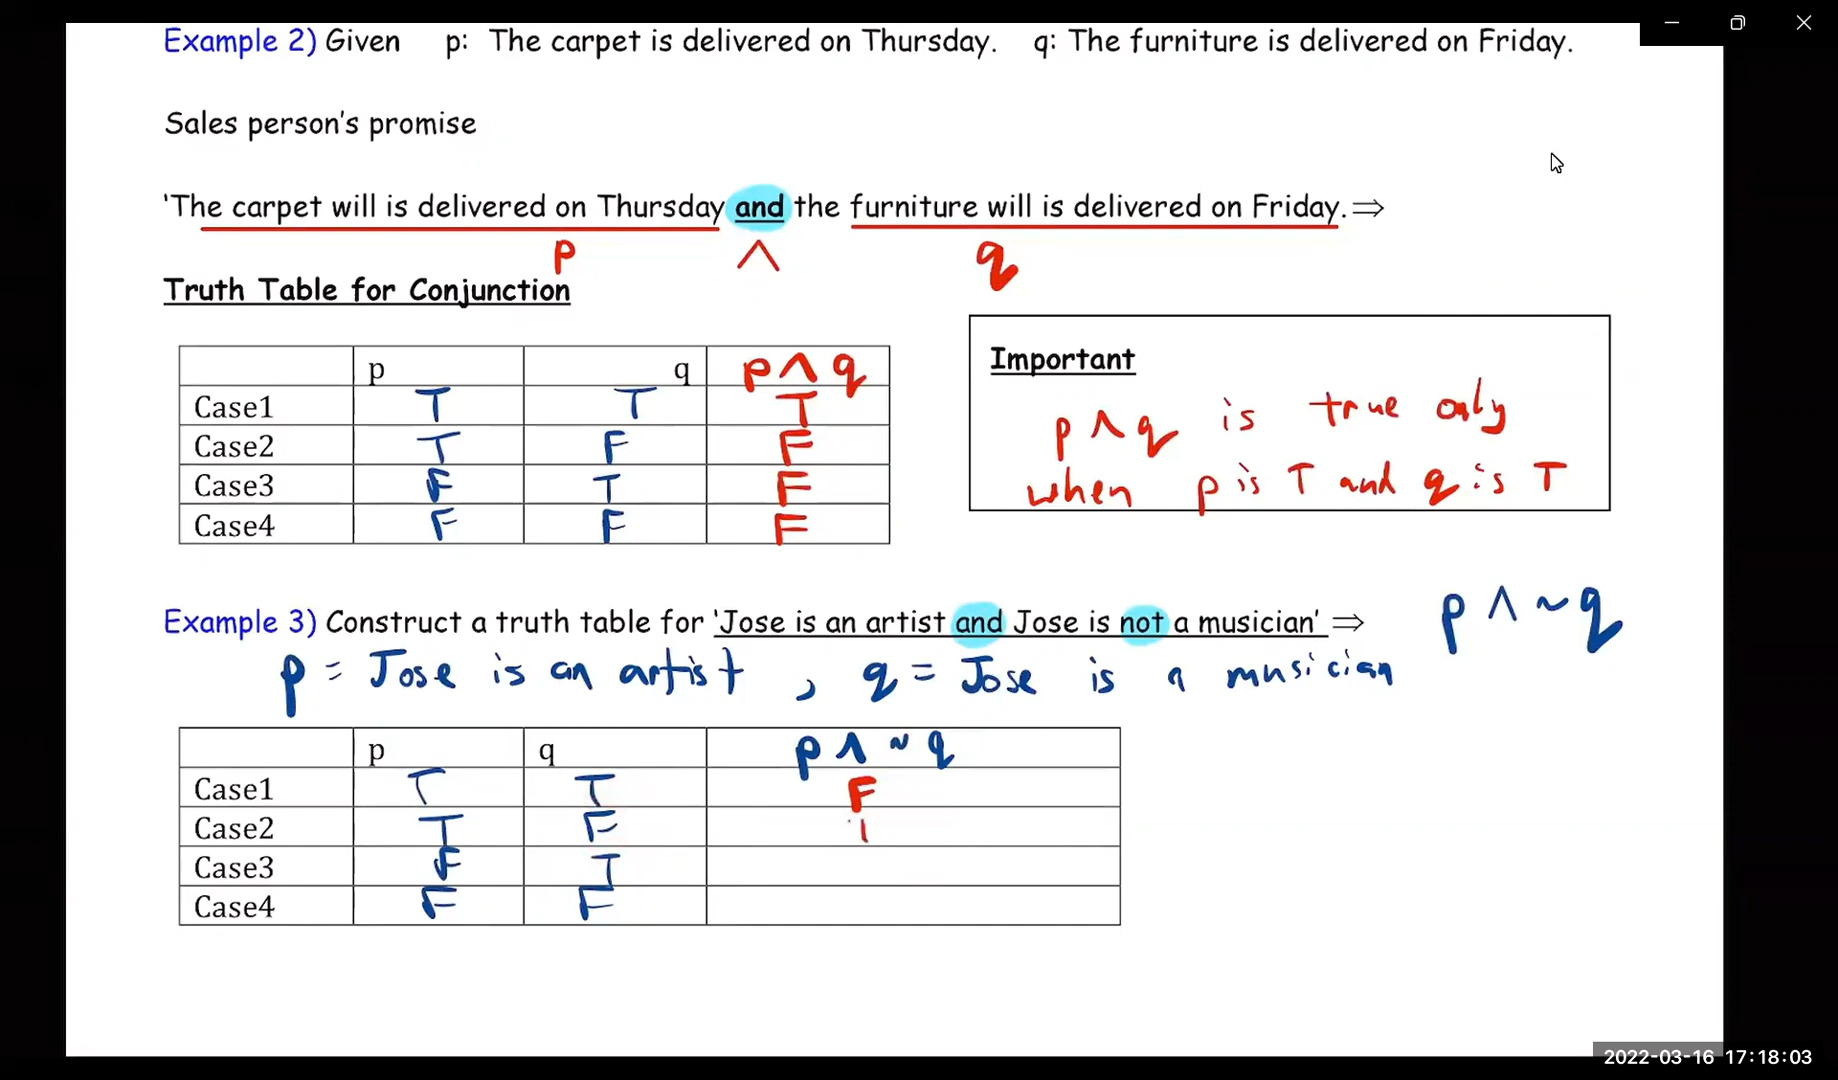 Example 2) Given p: The carpet is delivered on Thursday. q: The furniture is delivered on Friday.
Sales person's promise
'The carpet will is delivered on Thursday and the furniture will is delivered on Friday.⇒
p ∧ q
Truth Table for Conjunction
p q p ∧ q
Case1 T T T
Case2 T F F
Case3 F T F
Case4 F F F
Important
p ∧ q is true only
when p is T and q is T
Example 3) Construct a truth table for 'Jose is an artist and Jose is not a musician' ⇒ p ∧ ~q
p = Jose is an artist , q = Jose is a musician
p q p ∧ ~q
Case1 T T F
Case2 T F
Case3 F T
Case4 F F
2022-03-16 17:18:03